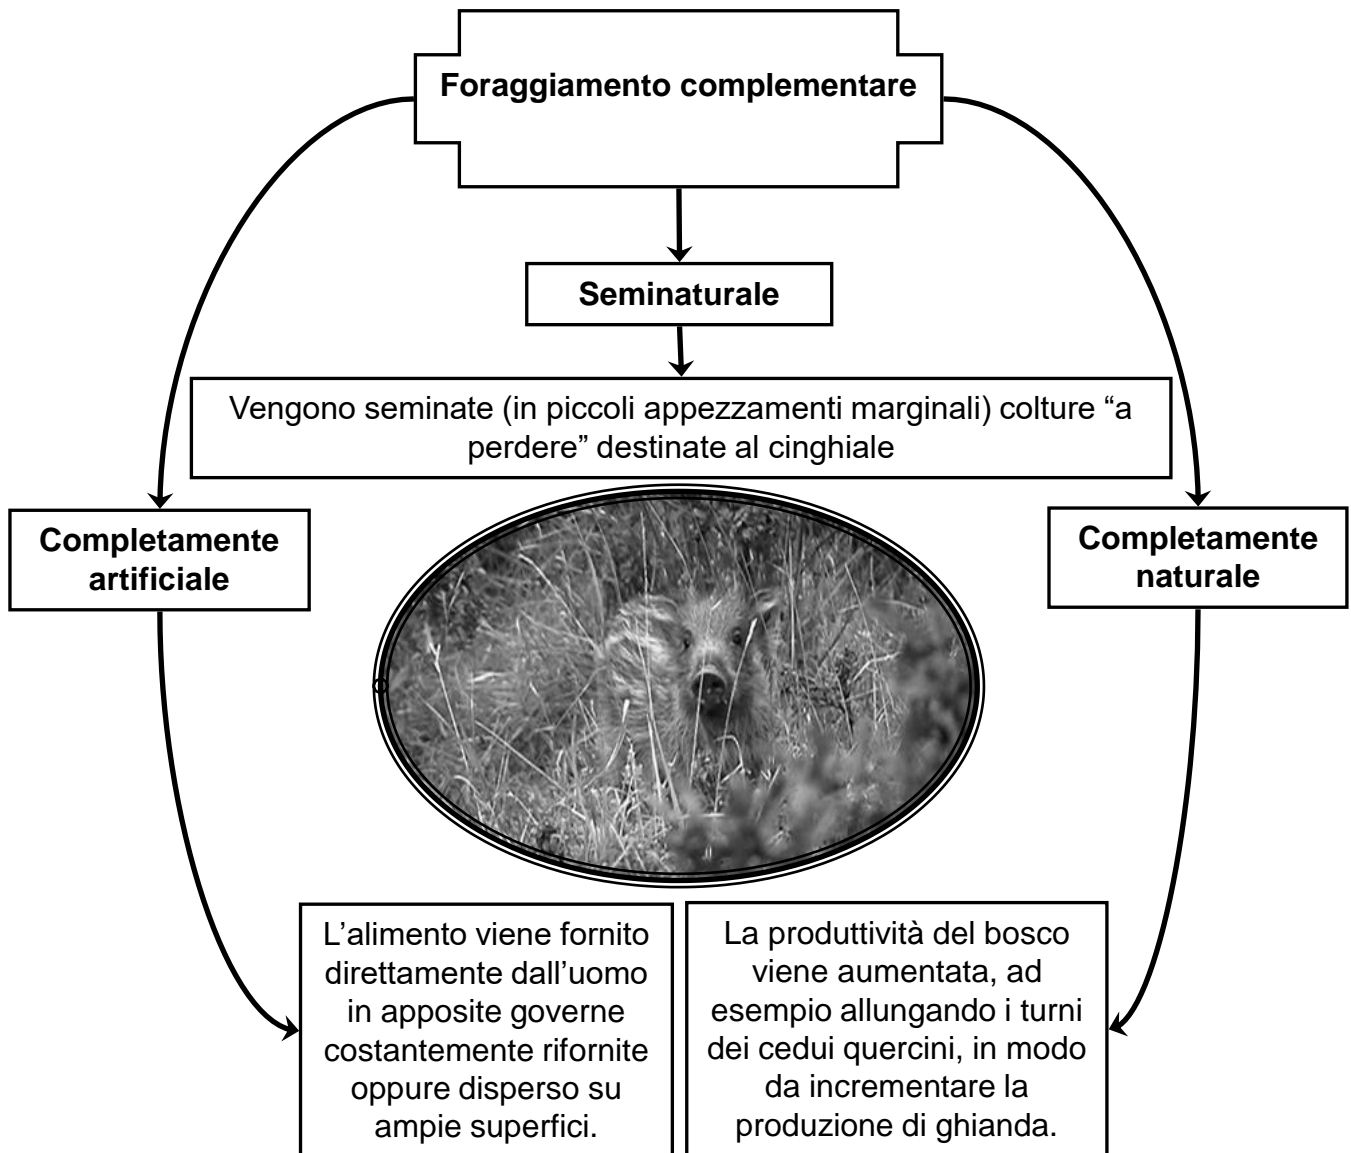 Foraggiamento complementare
Seminaturale
Vengono seminate (in piccoli appezzamenti marginali) colture “a
perdere” destinate al cinghiale
Completamente
artificiale
Completamente
naturale
L’alimento viene fornito
direttamente dall’uomo
in apposite governe
costantemente rifornite
oppure disperso su
ampie superfici.
La produttività del bosco
viene aumentata, ad
esempio allungando i turni
dei cedui quercini, in modo
da incrementare la
produzione di ghianda.